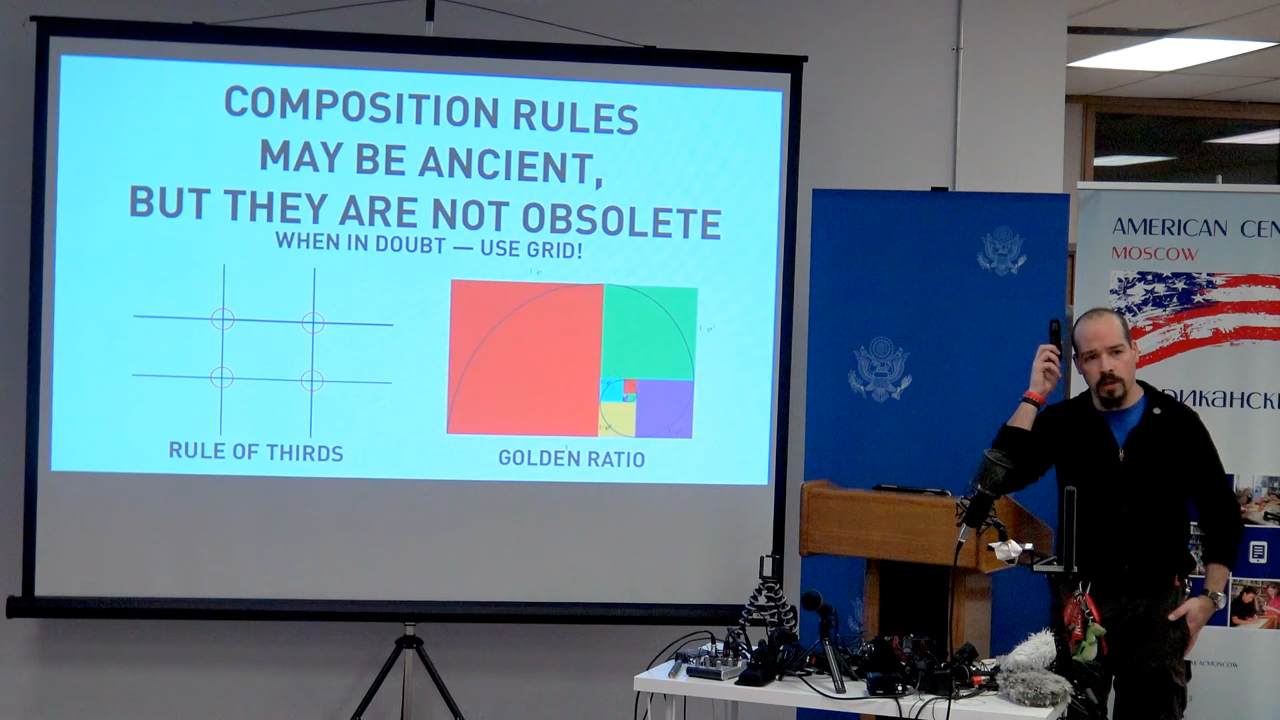 COMPOSITION RULES
MAY BE ANCIENT,
BUT THEY ARE NOT OBSOLETE
WHEN IN DOUBT — USE GRID!
RULE OF THIRDS
GOLDEN RATIO
AMERICAN CEN
MOSCOW